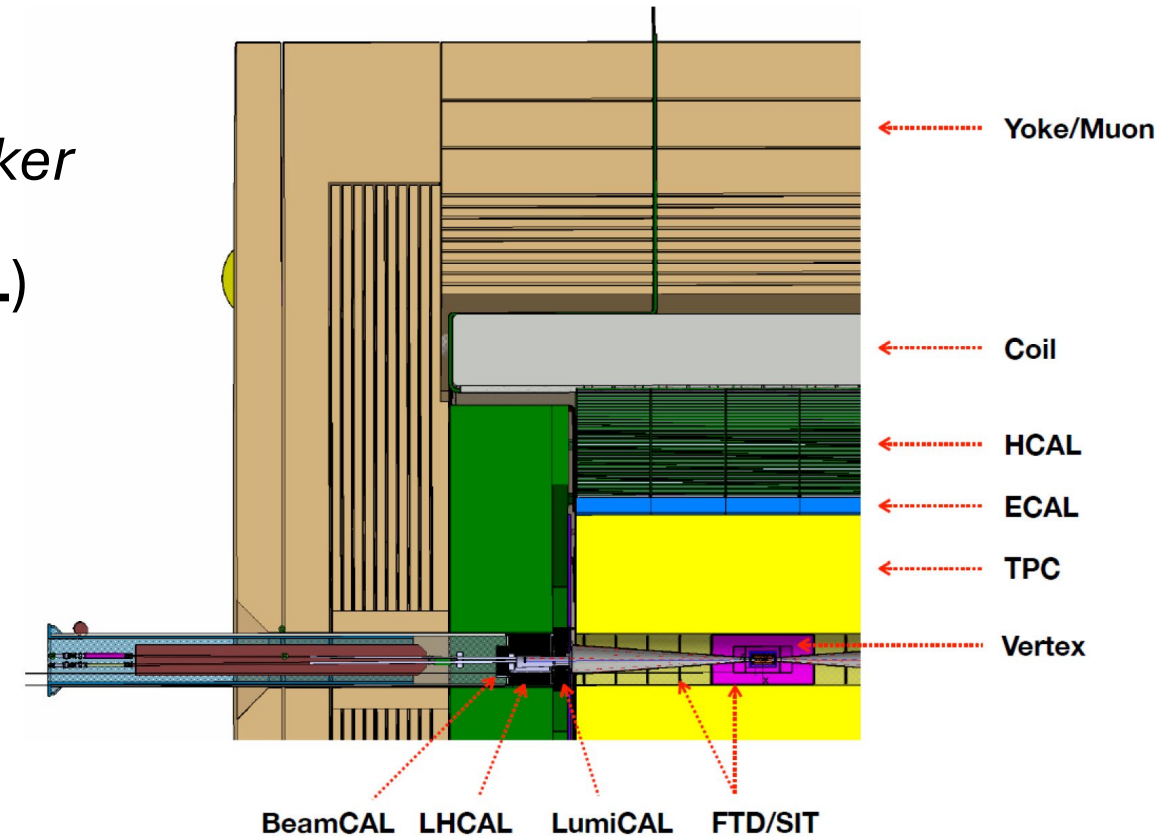 ker
)
Yoke/Muon
Coil
HCAL
ECAL
TPC
Vertex
BeamCAL LHCAL LumiCAL FTD/SIT